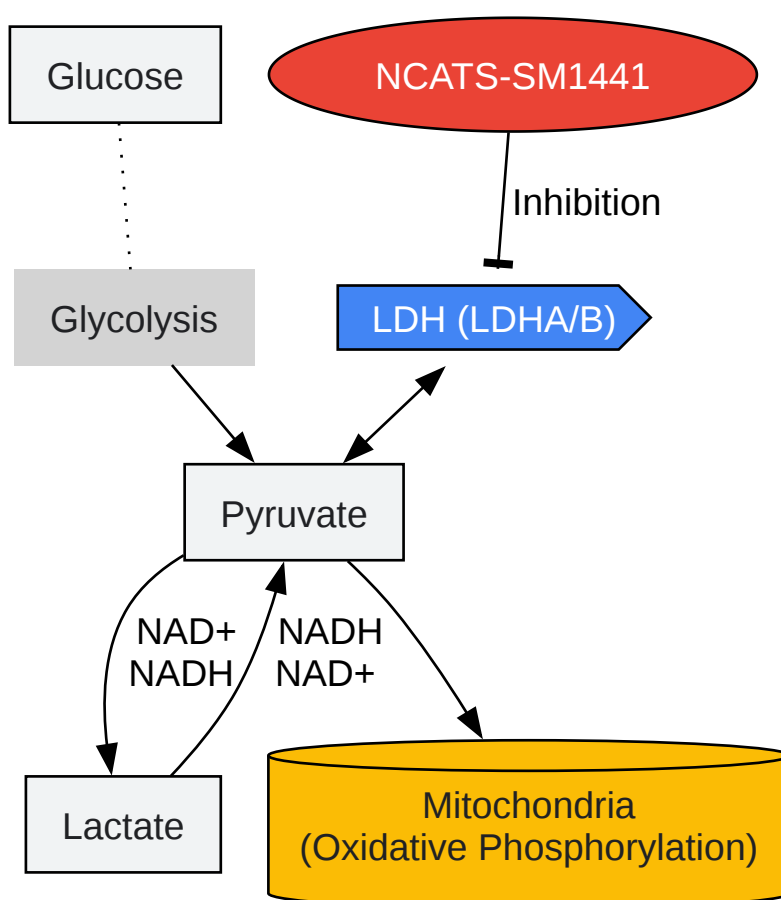 Glucose
NCATS-SM1441
Inhibition
Glycolysis
LDH (LDHA/B)
Pyruvate
NAD+
NADH
NADH
NAD+
Lactate
Mitochondria
(Oxidative Phosphorylation)